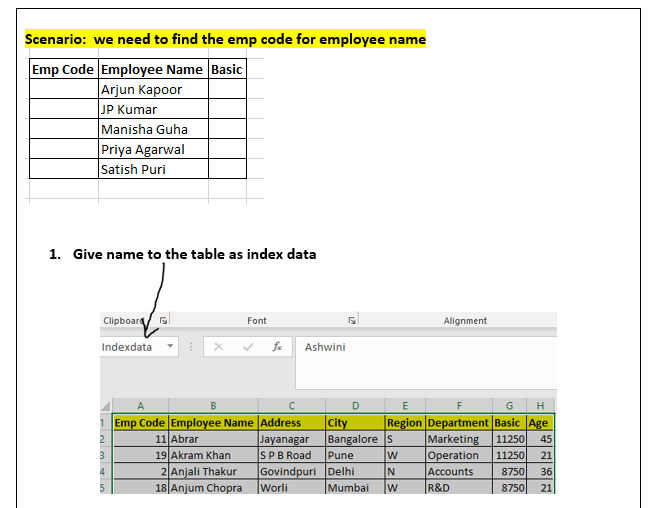 Scenario: we need to find the emp code for employee name
Emp Code Employee Name Basic
Arjun Kapoor
JP Kumar
Manisha Guha
Priya Agarwal
Satish Puri
1. Give name to the table as index data
Clipboard Font Alignment
Indexdata fx Ashwini
A B C D E F G H
1 Emp Code Employee Name Address City Region Department Basic Age
2 11 Abrar Jayanagar Bangalore S Marketing 11250 45
3 19 Akram Khan S P B Road Pune W Operation 11250 21
4 2 Anjali Thakur Govindpuri Delhi N Accounts 8750 36
5 18 Anjum Chopra Worli Mumbai W R&D 8750 21